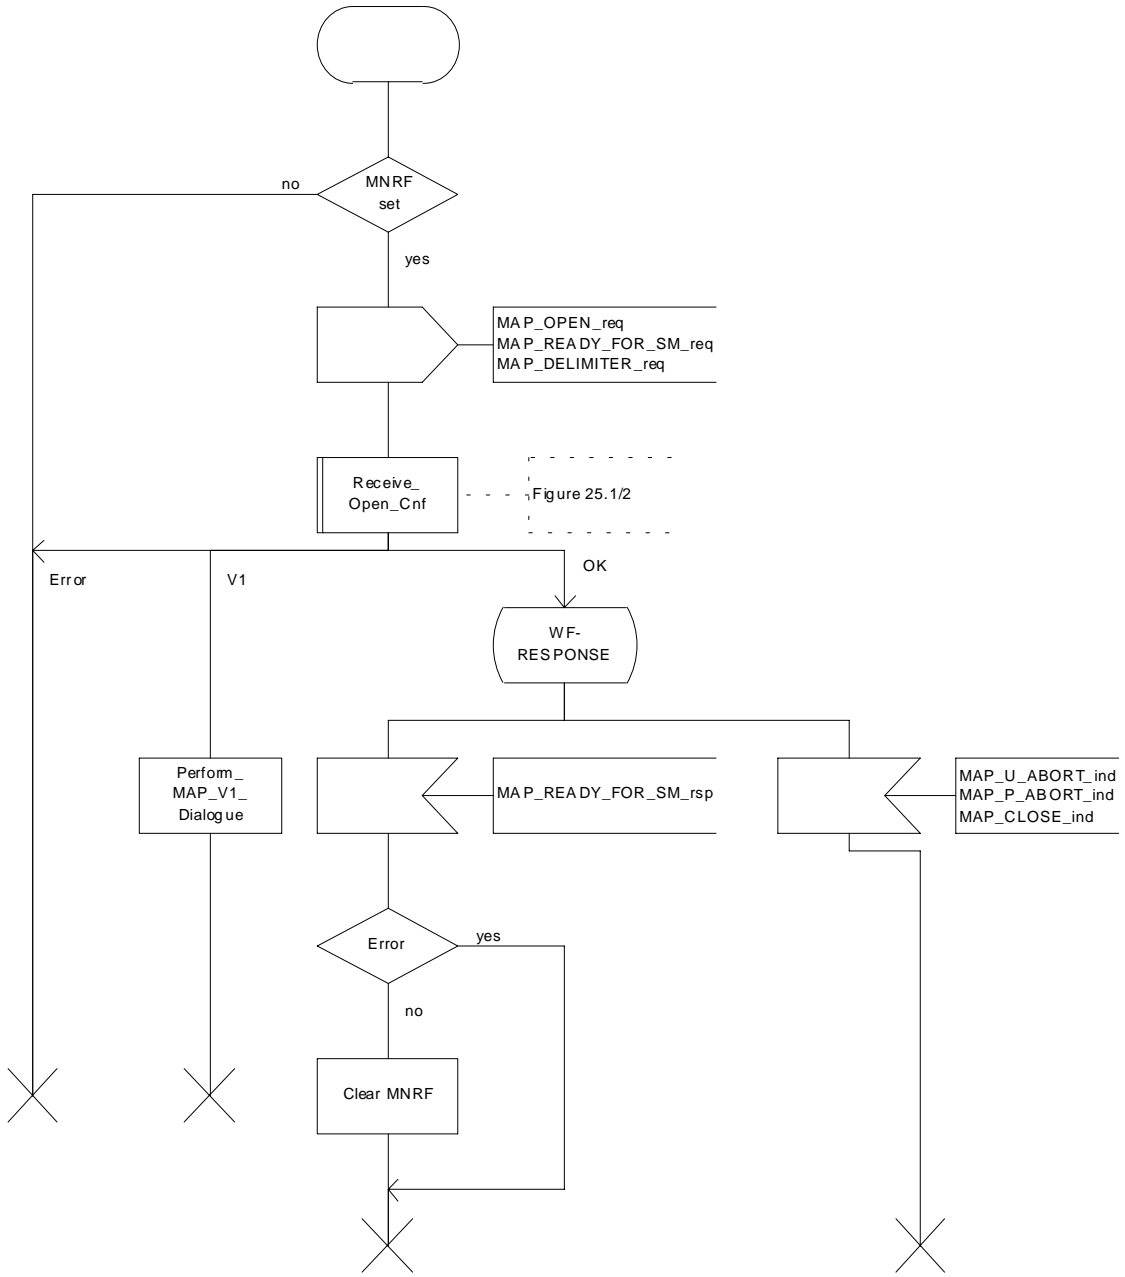 no
MNRF
set
yes
MAP_OPEN_req
MAP_READY_FOR_SM_req
MAP_DELIMITER_req
Receive_
Open_Cnf
Figure 25.1/2
Error
V1
OK
WF-
RESPONSE
Perform_
MAP_V1_
Dialogue
MAP_READY_FOR_SM_rsp
MAP_U_ABORT_ind
MAP_P_ABORT_ind
MAP_CLOSE_ind
Error
yes
no
Clear MNRF